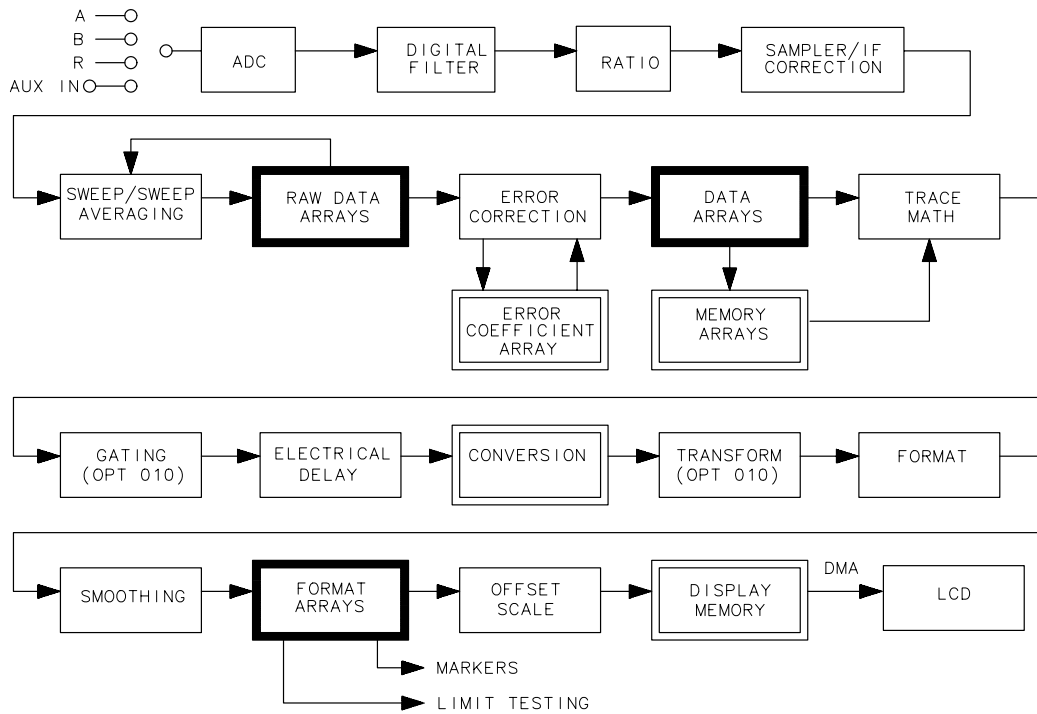 A
B
R
AUX IN
ADC
DIGITAL
FILTER
RATIO
SAMPLER/IF
CORRECTION
SWEEP/SWEEP
AVERAGING
RAW DATA
ARRAYS
ERROR
CORRECTION
DATA
ARRAYS
TRACE
MATH
ERROR
COEFFICIENT
ARRAY
MEMORY
ARRAYS
GATING
(OPT 010)
ELECTRICAL
DELAY
CONVERSION
TRANSFORM
(OPT 010)
FORMAT
SMOOTHING
FORMAT
ARRAYS
OFFSET
SCALE
DISPLAY
MEMORY
DMA
LCD
MARKERS
LIMIT TESTING